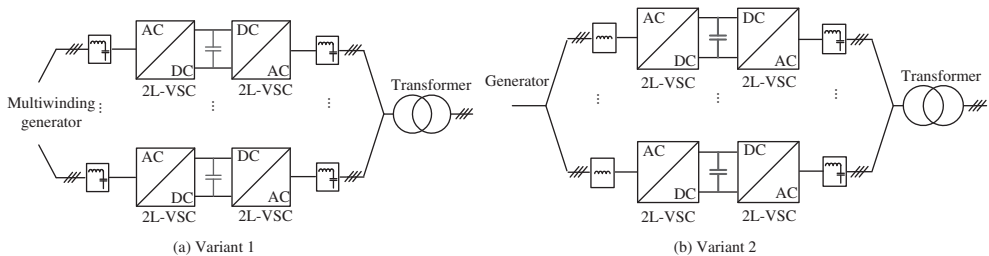 AC
DC
2L-VSC
DC
AC
2L-VSC
Multiwinding
generator
Transformer
AC
DC
2L-VSC
DC
AC
2L-VSC
(a) Variant 1
AC
DC
2L-VSC
DC
AC
2L-VSC
Generator
Transformer
AC
DC
2L-VSC
DC
AC
2L-VSC
(b) Variant 2